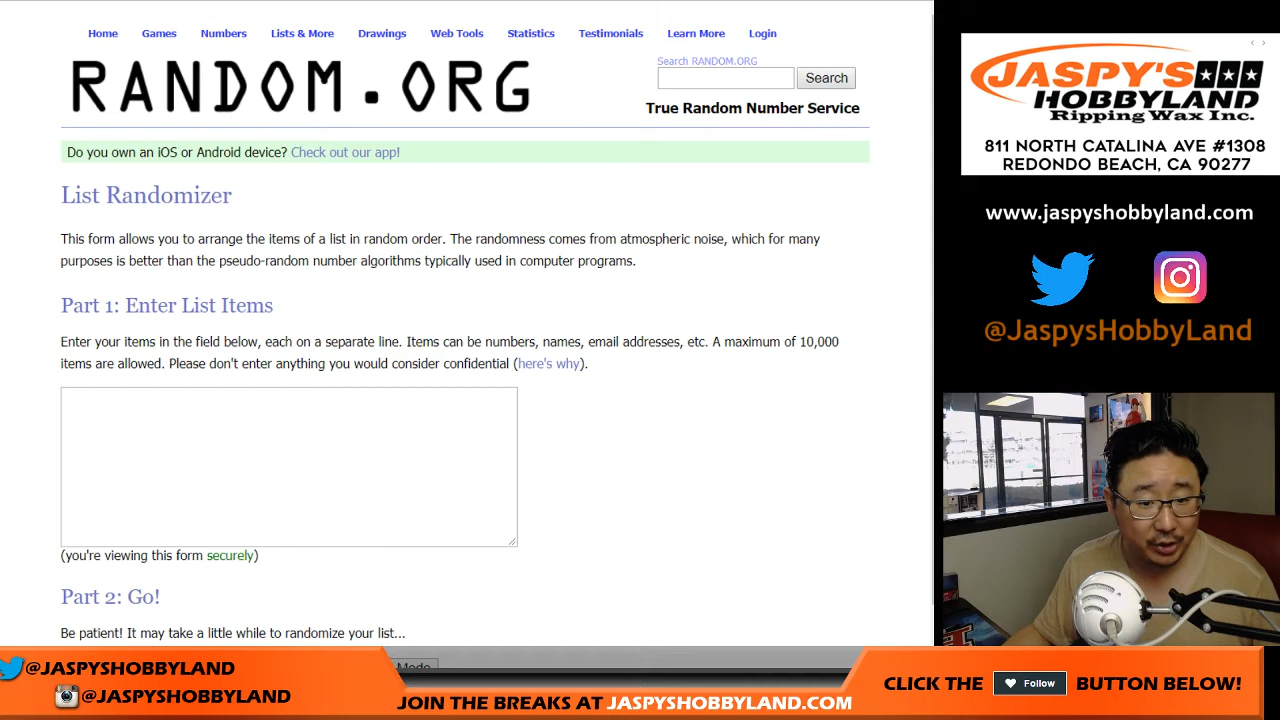 Home Games Numbers Lists & More Drawings Web Tools Statistics Testimonials Learn More Login
RANDOM.ORG
Search RANDOM.ORG
Search
True Random Number Service
Do you own an iOS or Android device? Check out our app!
List Randomizer
This form allows you to arrange the items of a list in random order. The randomness comes from atmospheric noise, which for many
purposes is better than the pseudo-random number algorithms typically used in computer programs.
Part 1: Enter List Items
Enter your items in the field below, each on a separate line. Items can be numbers, names, email addresses, etc. A maximum of 10,000
items are allowed. Please don't enter anything you would consider confidential (here's why).
(you're viewing this form securely)
Part 2: Go!
Be patient! It may take a little while to randomize your list...
Mode
JASPY'S
HOBBYLAND
Ripping Wax Inc.
811 NORTH CATALINA AVE #1308
REDONDO BEACH, CA 90277
www.jaspyshobbyland.com
@JaspysHobbyLand
@JASPYSHOBBYLAND
@JASPYSHOBBYLAND
JOIN THE BREAKS AT JASPYSHOBBYLAND.COM
CLICK THE Follow BUTTON BELOW!